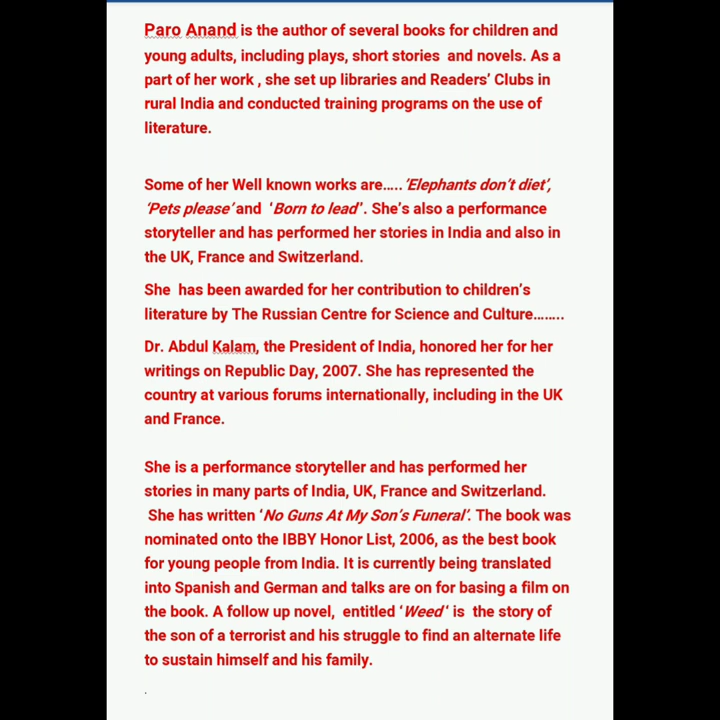 Paro Anand is the author of several books for children and
young adults, including plays, short stories  and novels. As a
part of her work , she set up libraries and Readers’ Clubs in
rural India and conducted training programs on the use of
literature.
Some of her Well known works are..... ‘Elephants don’t diet’,
‘Pets please’ and  ‘Born to lead’. She’s also a performance
storyteller and has performed her stories in India and also in
the UK, France and Switzerland.
She  has been awarded for her contribution to children’s
literature by The Russian Centre for Science and Culture........
Dr. Abdul Kalam, the President of India, honored her for her
writings on Republic Day, 2007. She has represented the
country at various forums internationally, including in the UK
and France.
She is a performance storyteller and has performed her
stories in many parts of India, UK, France and Switzerland.
She has written ‘No Guns At My Son’s Funeral’. The book was
nominated onto the IBBY Honor List, 2006, as the best book
for young people from India. It is currently being translated
into Spanish and German and talks are on for basing a film on
the book. A follow up novel,  entitled ‘Weed‘ is  the story of
the son of a terrorist and his struggle to find an alternate life
to sustain himself and his family.
.